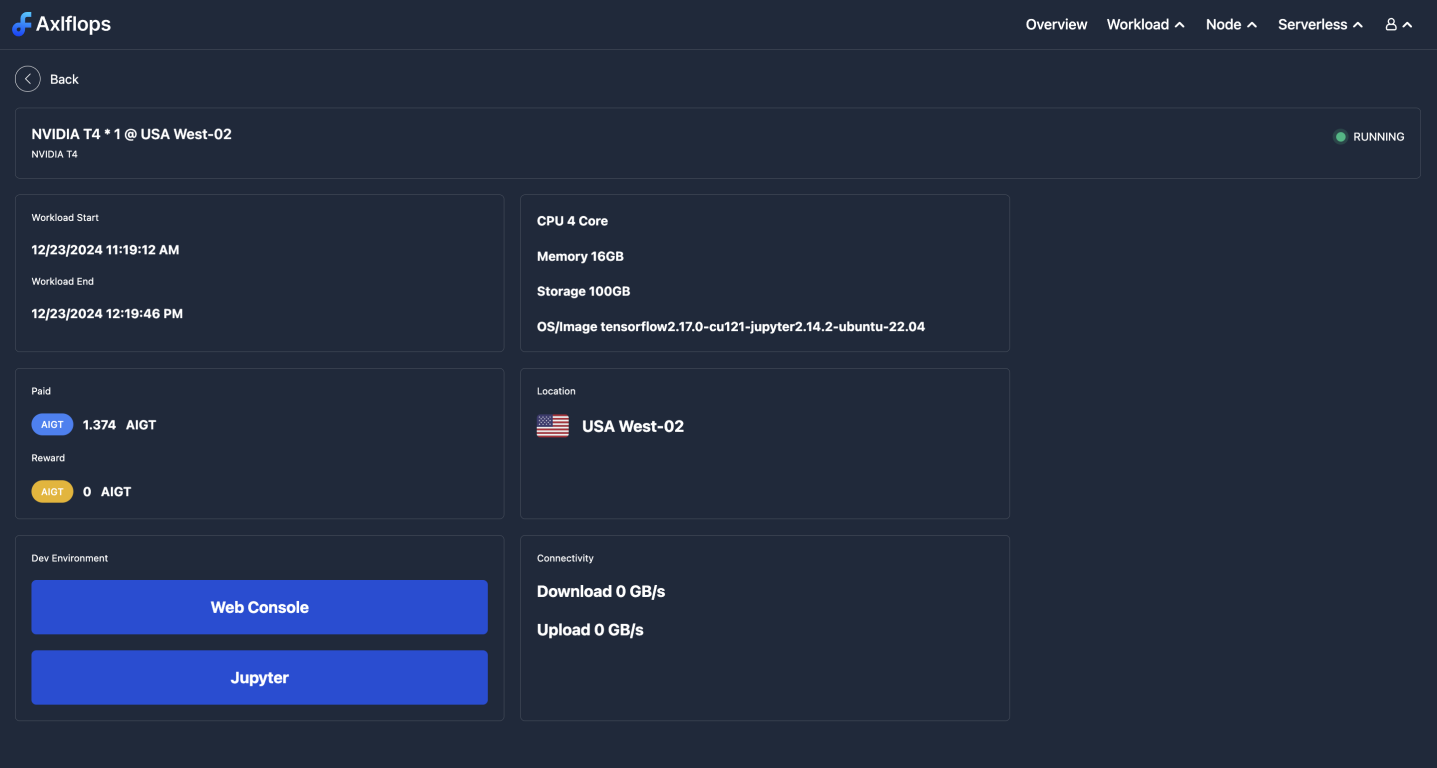 Axlflops
Overview Workload Node Serverless
Back
NVIDIA T4 * 1 @ USA West-02
NVIDIA T4
RUNNING
Workload Start
12/23/2024 11:19:12 AM
Workload End
12/23/2024 12:19:46 PM
CPU 4 Core
Memory 16GB
Storage 100GB
OS/Image tensorflow2.17.0-cu121-jupyter2.14.2-ubuntu-22.04
Paid
AIGT 1.374 AIGT
Reward
AIGT 0 AIGT
Location
USA West-02
Dev Environment
Web Console
Jupyter
Connectivity
Download 0 GB/s
Upload 0 GB/s